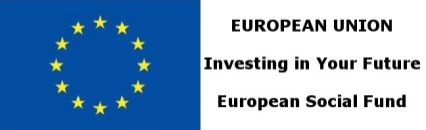 EUROPEAN UNION
Investing in Your Future
European Social Fund